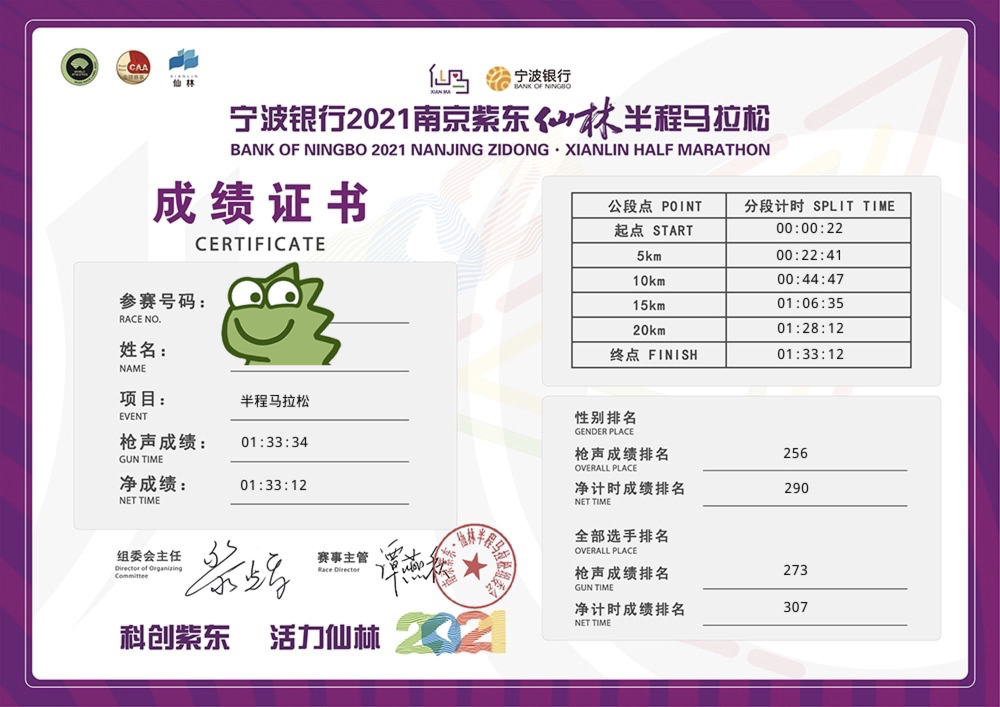 WORLD ATHLETICS
CAA
XIANLIN
仙林
XIAN MA
宁波银行
BANK OF NINGBO
宁波银行2021南京紫东仙林半程马拉松
BANK OF NINGBO 2021 NANJING ZIDONG · XIANLIN HALF MARATHON
成绩证书
CERTIFICATE
参赛号码：
RACE NO.
姓名：
NAME
项目： 半程马拉松
EVENT
枪声成绩： 01:33:34
GUN TIME
净成绩： 01:33:12
NET TIME
公段点 POINT 分段计时 SPLIT TIME
起点 START 00:00:22
5km 00:22:41
10km 00:44:47
15km 01:06:35
20km 01:28:12
终点 FINISH 01:33:12
性别排名
GENDER PLACE
枪声成绩排名 256
OVERALL PLACE
净计时成绩排名 290
NET TIME
全部选手排名
OVERALL PLACE
枪声成绩排名 273
GUN TIME
净计时成绩排名 307
NET TIME
组委会主任
Director of Organizing
Committee
赛事主管
Race Director
科创紫东 活力仙林 2021